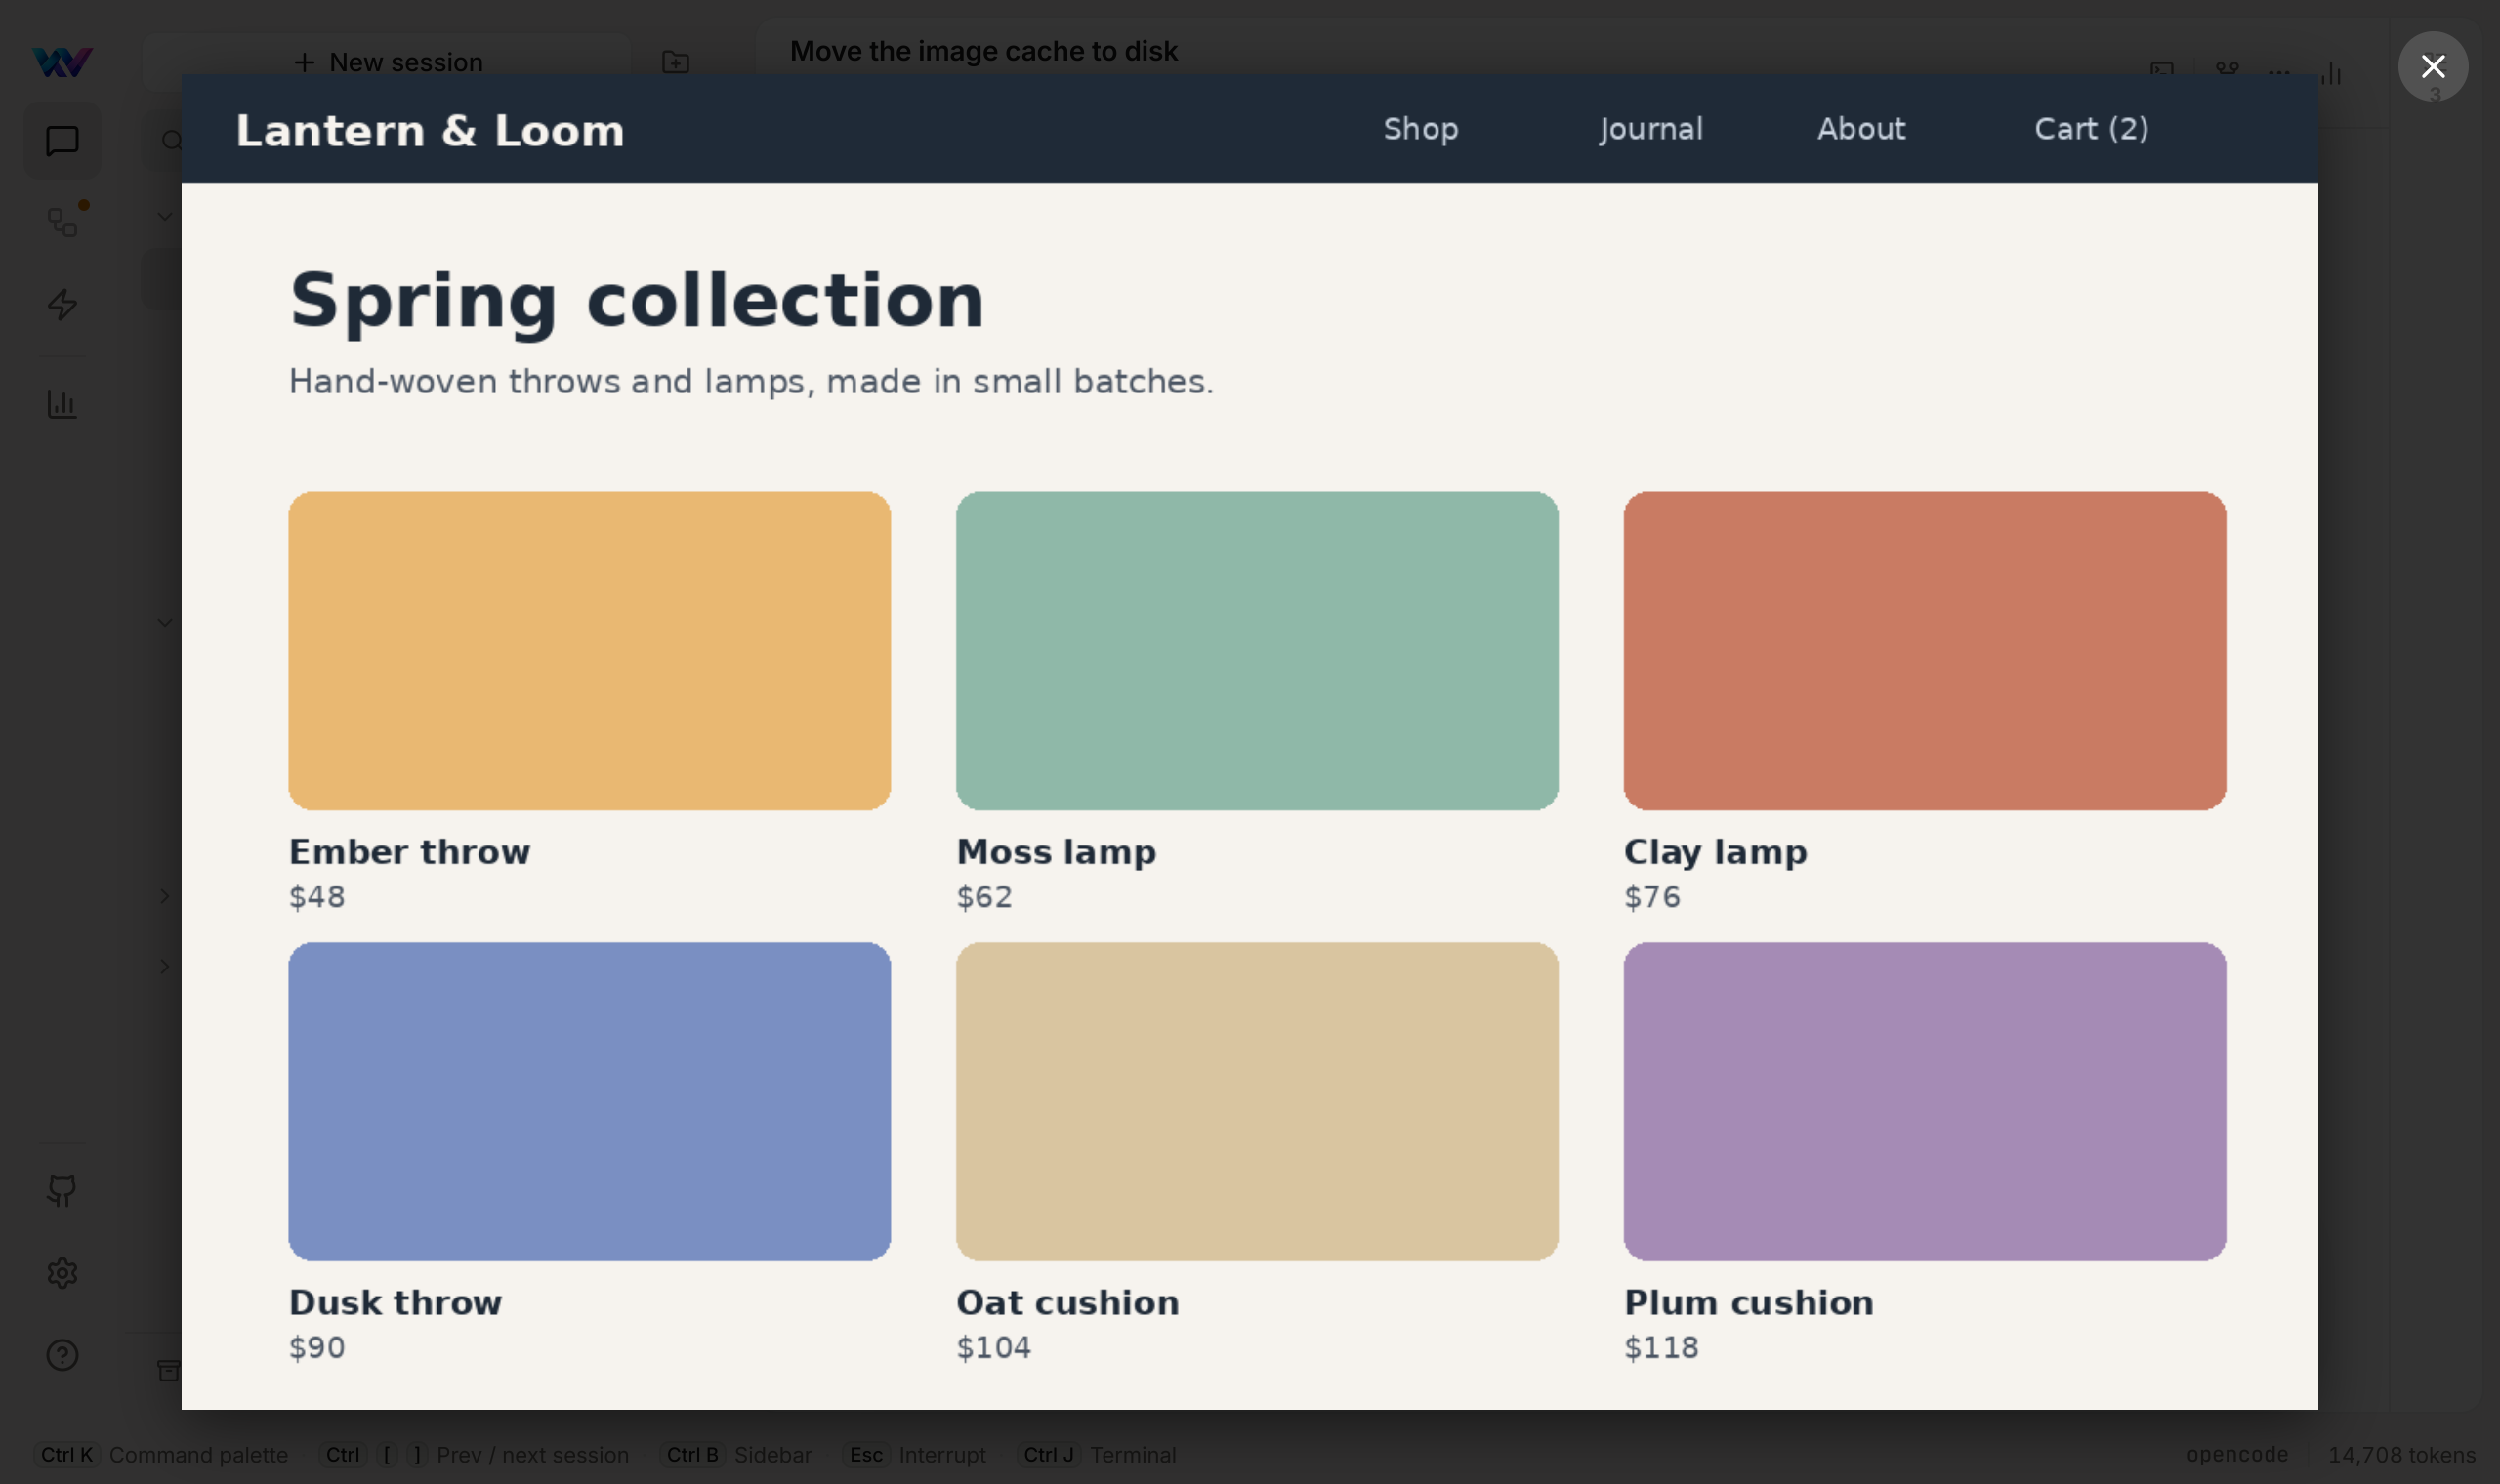 New session
Move the image cache to disk
3
Lantern & Loom
Shop
Journal
About
Cart (2)
Spring collection
Hand-woven throws and lamps, made in small batches.
Ember throw
$48
Moss lamp
$62
Clay lamp
$76
Dusk throw
$90
Oat cushion
$104
Plum cushion
$118
Ctrl K Command palette
Ctrl [ ] Prev / next session
Ctrl B Sidebar
Esc Interrupt
Ctrl J Terminal
opencode
14,708 tokens